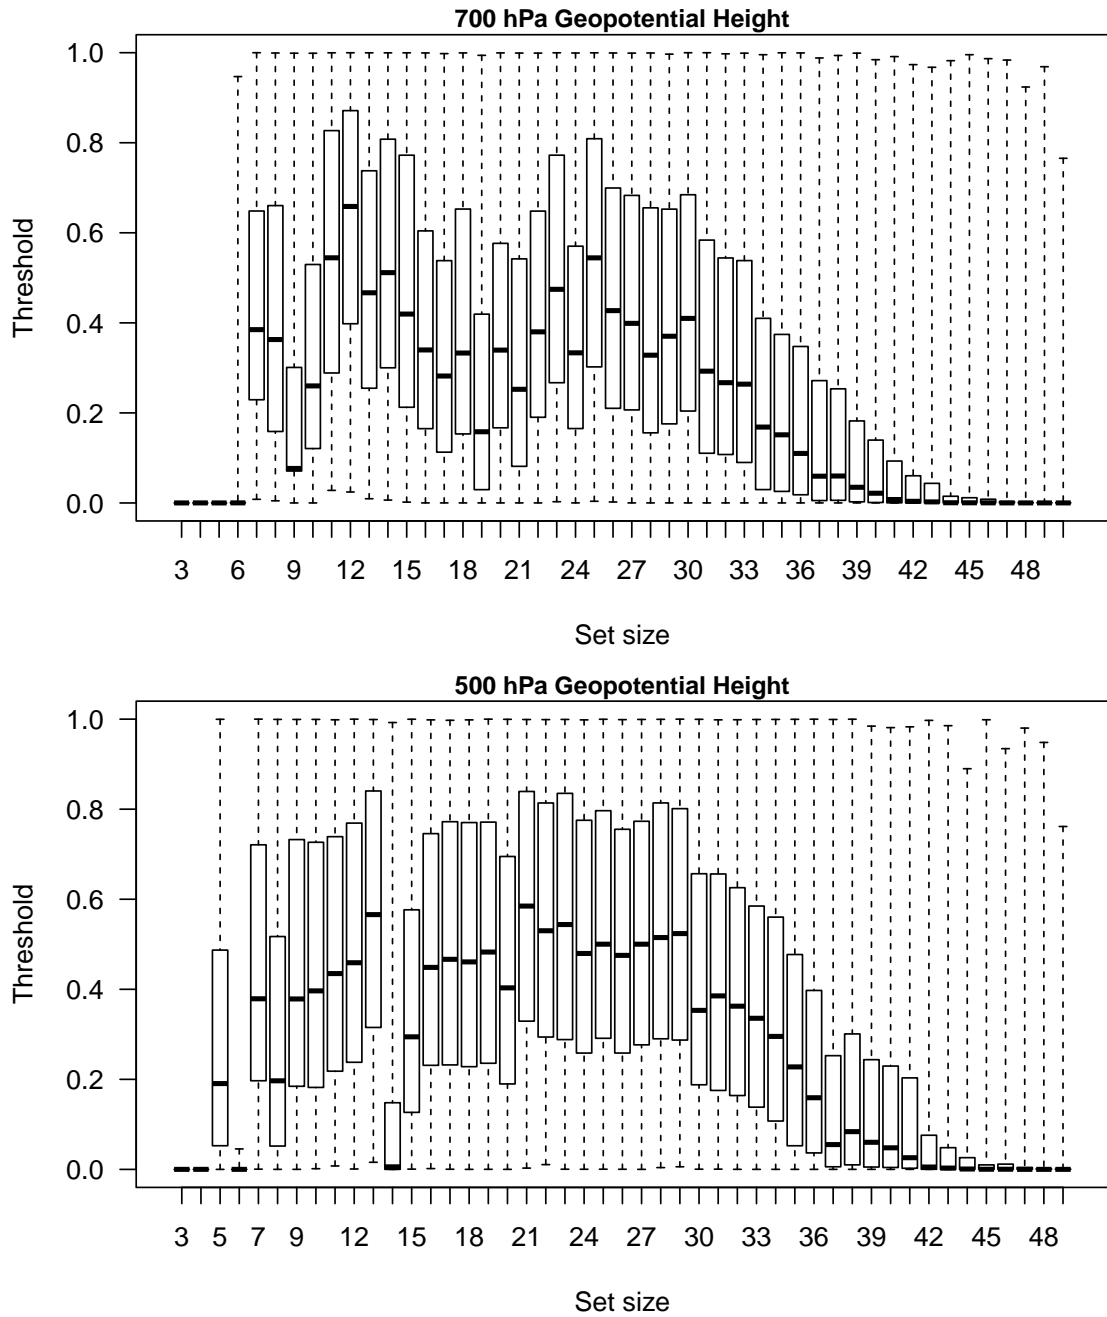 700 hPa Geopotential Height
1.0
0.8
0.6
0.4
0.2
0.0
Threshold
3 6 9 12 15 18 21 24 27 30 33 36 39 42 45 48
Set size
500 hPa Geopotential Height
1.0
0.8
0.6
0.4
0.2
0.0
Threshold
3 5 7 9 12 15 18 21 24 27 30 33 36 39 42 45 48
Set size